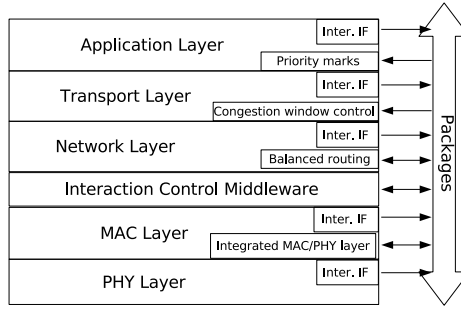 Inter. IF
Application Layer
Priority marks
Inter. IF
Transport Layer
Congestion window control
Inter. IF
Network Layer
Balanced routing
Interaction Control Middleware
Inter. IF
MAC Layer
Integrated MAC/PHY layer
Inter. IF
PHY Layer
Packages